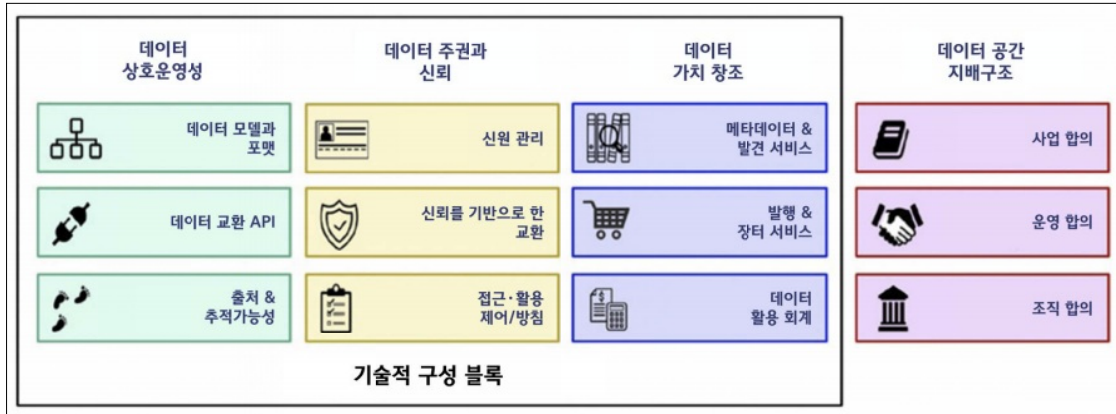 데이터
상호운영성
데이터 주권과
신뢰
데이터
가치 창조
데이터 공간
지배구조
데이터 모델과
포맷
신원 관리
메타데이터 &
발견 서비스
사업 합의
데이터 교환 API
신뢰를 기반으로 한
교환
발행 &
장터 서비스
운영 합의
출처 &
추적가능성
접근·활용
제어/방침
데이터
활용 회계
조직 합의
기술적 구성 블록